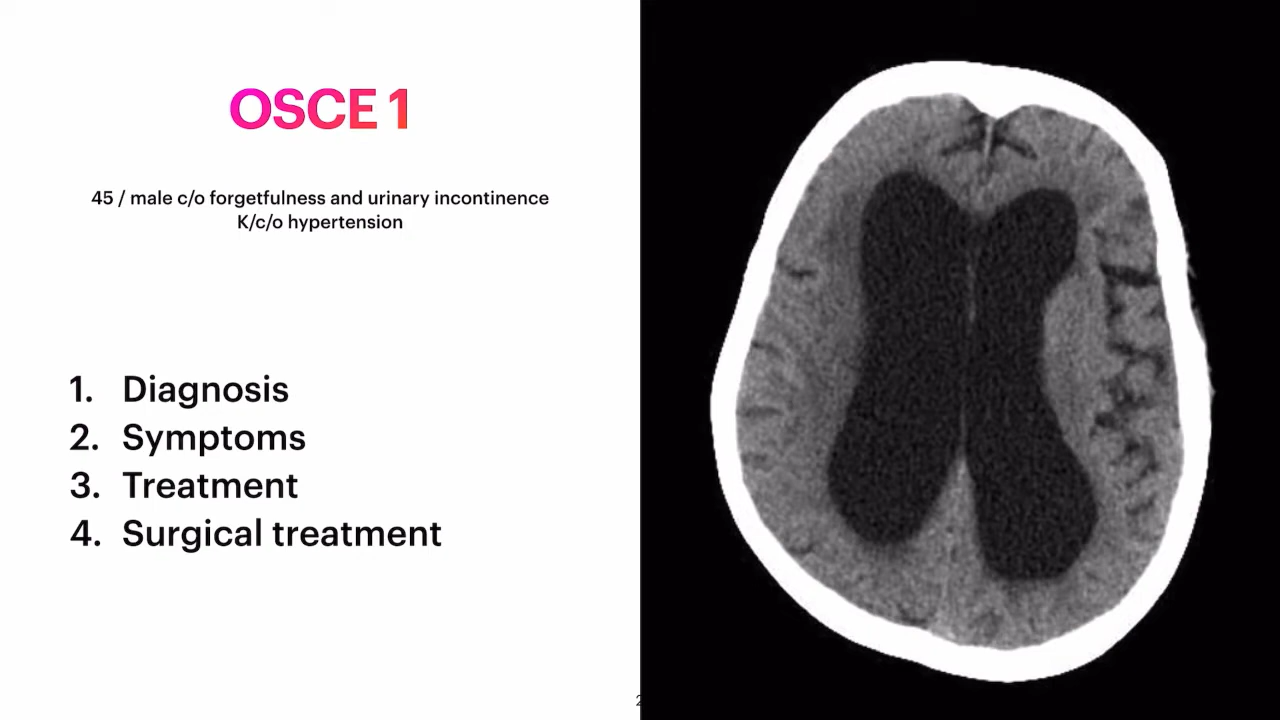 OSCE 1
45 / male c/o forgetfulness and urinary incontinence
K/c/o hypertension
1. Diagnosis
2. Symptoms
3. Treatment
4. Surgical treatment